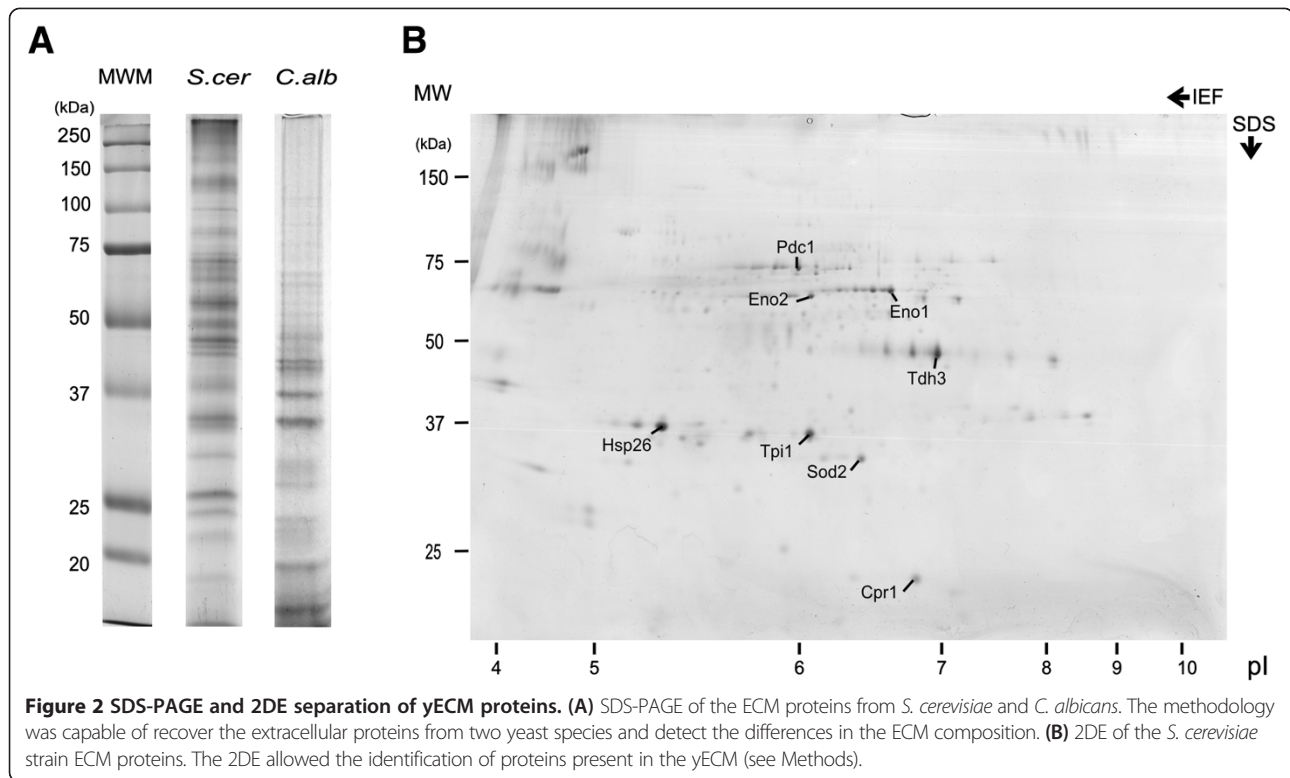 A
MWM S.cer C.alb
(kDa)
250
150
100
75
50
37
25
20
B
MW
IEF
SDS
(kDa)
150
75
50
37
25
Pdc1
Eno2
Eno1
Tdh3
Hsp26
Tpi1
Sod2
Cpr1
4 5 6 7 8 9 10 pI
Figure 2 SDS-PAGE and 2DE separation of yECM proteins. (A) SDS-PAGE of the ECM proteins from S. cerevisiae and C. albicans. The methodology
was capable of recover the extracellular proteins from two yeast species and detect the differences in the ECM composition. (B) 2DE of the S. cerevisiae
strain ECM proteins. The 2DE allowed the identification of proteins present in the yECM (see Methods).